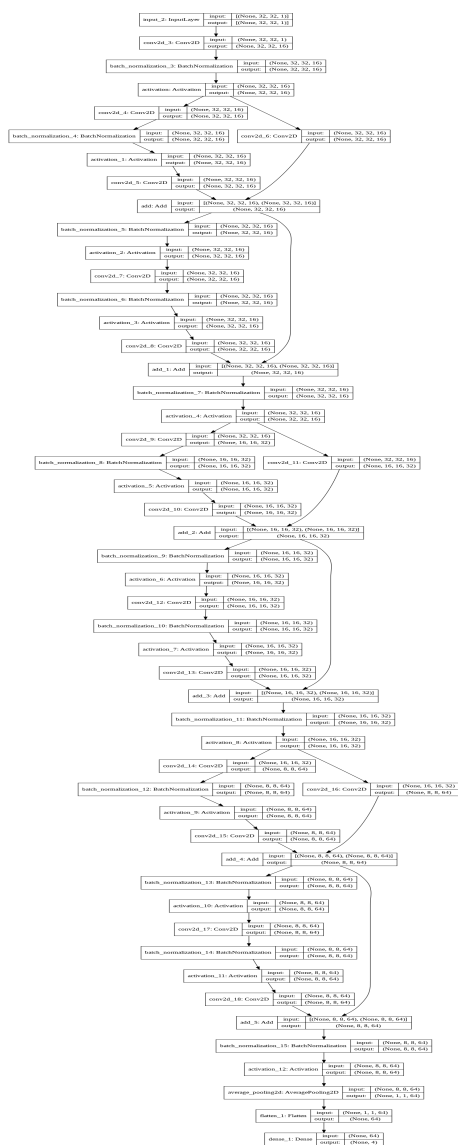 input_2: InputLayer input: [(None, 32, 32, 1)]
output: [(None, 32, 32, 1)]
conv2d_3: Conv2D input: (None, 32, 32, 1)
output: (None, 32, 32, 16)
batch_normalization_3: BatchNormalization input: (None, 32, 32, 16)
output: (None, 32, 32, 16)
activation: Activation input: (None, 32, 32, 16)
output: (None, 32, 32, 16)
conv2d_4: Conv2D input: (None, 32, 32, 16)
output: (None, 32, 32, 16)
batch_normalization_4: BatchNormalization input: (None, 32, 32, 16)
output: (None, 32, 32, 16)
conv2d_6: Conv2D input: (None, 32, 32, 16)
output: (None, 32, 32, 16)
activation_1: Activation input: (None, 32, 32, 16)
output: (None, 32, 32, 16)
conv2d_5: Conv2D input: (None, 32, 32, 16)
output: (None, 32, 32, 16)
add: Add input: [(None, 32, 32, 16), (None, 32, 32, 16)]
output: (None, 32, 32, 16)
batch_normalization_5: BatchNormalization input: (None, 32, 32, 16)
output: (None, 32, 32, 16)
activation_2: Activation input: (None, 32, 32, 16)
output: (None, 32, 32, 16)
conv2d_7: Conv2D input: (None, 32, 32, 16)
output: (None, 32, 32, 16)
batch_normalization_6: BatchNormalization input: (None, 32, 32, 16)
output: (None, 32, 32, 16)
activation_3: Activation input: (None, 32, 32, 16)
output: (None, 32, 32, 16)
conv2d_8: Conv2D input: (None, 32, 32, 16)
output: (None, 32, 32, 16)
add_1: Add input: [(None, 32, 32, 16), (None, 32, 32, 16)]
output: (None, 32, 32, 16)
batch_normalization_7: BatchNormalization input: (None, 32, 32, 16)
output: (None, 32, 32, 16)
activation_4: Activation input: (None, 32, 32, 16)
output: (None, 32, 32, 16)
conv2d_9: Conv2D input: (None, 32, 32, 16)
output: (None, 16, 16, 32)
batch_normalization_8: BatchNormalization input: (None, 16, 16, 32)
output: (None, 16, 16, 32)
conv2d_11: Conv2D input: (None, 32, 32, 16)
output: (None, 16, 16, 32)
activation_5: Activation input: (None, 16, 16, 32)
output: (None, 16, 16, 32)
conv2d_10: Conv2D input: (None, 16, 16, 32)
output: (None, 16, 16, 32)
add_2: Add input: [(None, 16, 16, 32), (None, 16, 16, 32)]
output: (None, 16, 16, 32)
batch_normalization_9: BatchNormalization input: (None, 16, 16, 32)
output: (None, 16, 16, 32)
activation_6: Activation input: (None, 16, 16, 32)
output: (None, 16, 16, 32)
conv2d_12: Conv2D input: (None, 16, 16, 32)
output: (None, 16, 16, 32)
batch_normalization_10: BatchNormalization input: (None, 16, 16, 32)
output: (None, 16, 16, 32)
activation_7: Activation input: (None, 16, 16, 32)
output: (None, 16, 16, 32)
conv2d_13: Conv2D input: (None, 16, 16, 32)
output: (None, 16, 16, 32)
add_3: Add input: [(None, 16, 16, 32), (None, 16, 16, 32)]
output: (None, 16, 16, 32)
batch_normalization_11: BatchNormalization input: (None, 16, 16, 32)
output: (None, 16, 16, 32)
activation_8: Activation input: (None, 16, 16, 32)
output: (None, 16, 16, 32)
conv2d_14: Conv2D input: (None, 16, 16, 32)
output: (None, 8, 8, 64)
batch_normalization_12: BatchNormalization input: (None, 8, 8, 64)
output: (None, 8, 8, 64)
conv2d_16: Conv2D input: (None, 16, 16, 32)
output: (None, 8, 8, 64)
activation_9: Activation input: (None, 8, 8, 64)
output: (None, 8, 8, 64)
conv2d_15: Conv2D input: (None, 8, 8, 64)
output: (None, 8, 8, 64)
add_4: Add input: [(None, 8, 8, 64), (None, 8, 8, 64)]
output: (None, 8, 8, 64)
batch_normalization_13: BatchNormalization input: (None, 8, 8, 64)
output: (None, 8, 8, 64)
activation_10: Activation input: (None, 8, 8, 64)
output: (None, 8, 8, 64)
conv2d_17: Conv2D input: (None, 8, 8, 64)
output: (None, 8, 8, 64)
batch_normalization_14: BatchNormalization input: (None, 8, 8, 64)
output: (None, 8, 8, 64)
activation_11: Activation input: (None, 8, 8, 64)
output: (None, 8, 8, 64)
conv2d_18: Conv2D input: (None, 8, 8, 64)
output: (None, 8, 8, 64)
add_5: Add input: [(None, 8, 8, 64), (None, 8, 8, 64)]
output: (None, 8, 8, 64)
batch_normalization_15: BatchNormalization input: (None, 8, 8, 64)
output: (None, 8, 8, 64)
activation_12: Activation input: (None, 8, 8, 64)
output: (None, 8, 8, 64)
average_pooling2d: AveragePooling2D input: (None, 8, 8, 64)
output: (None, 1, 1, 64)
flatten_1: Flatten input: (None, 1, 1, 64)
output: (None, 64)
dense_1: Dense input: (None, 64)
output: (None, 4)